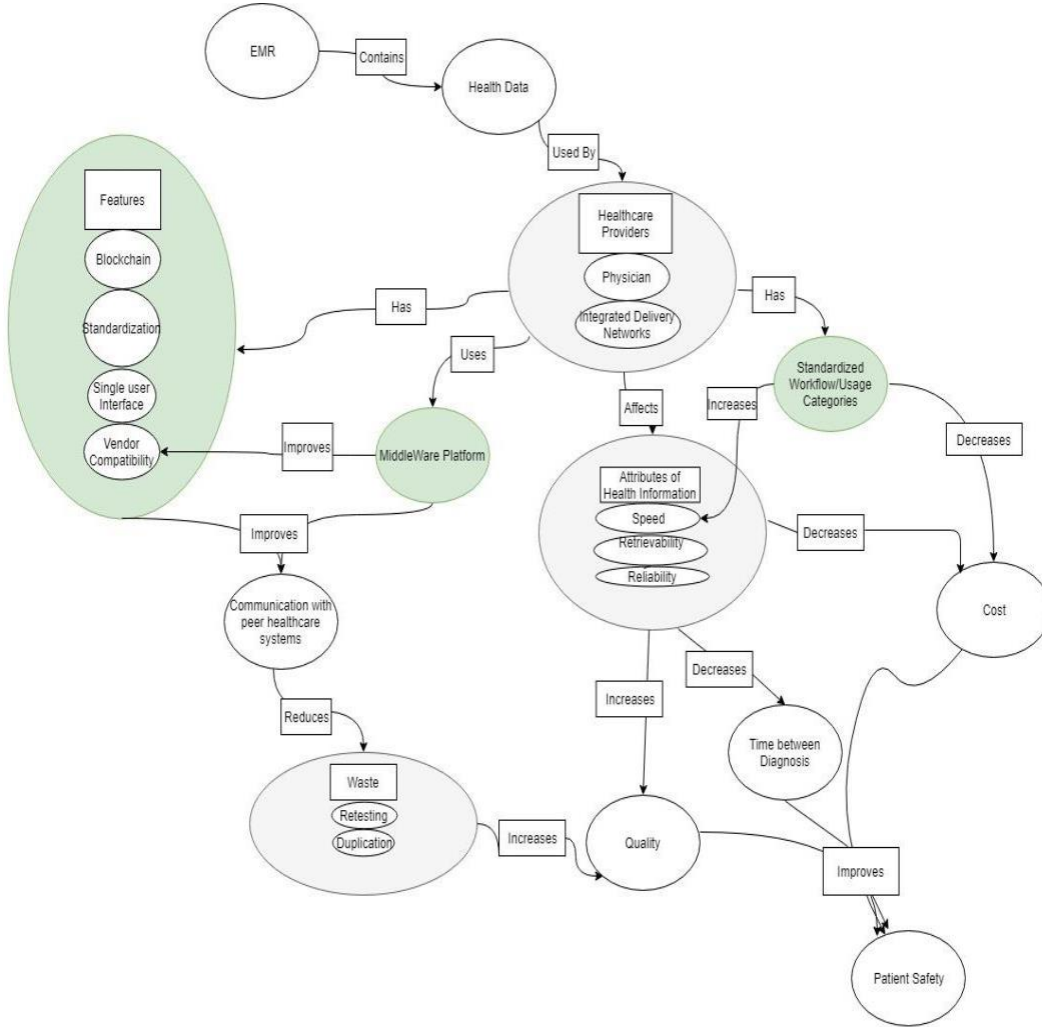 EMR
Contains
Health Data
Used By
Features
Blockchain
Standardization
Single user
Interface
Vendor
Compatibility
Healthcare
Providers
Physician
Integrated Delivery
Networks
Has
Has
Uses
Affects
Standardized
Workflow/Usage
Categories
Increases
Decreases
Improves
MiddleWare Platform
Attributes of
Health Information
Speed
Retrievability
Reliability
Improves
Decreases
Communication with
peer healthcare
systems
Cost
Decreases
Increases
Reduces
Time between
Diagnosis
Waste
Retesting
Duplication
Increases
Quality
Improves
Patient Safety